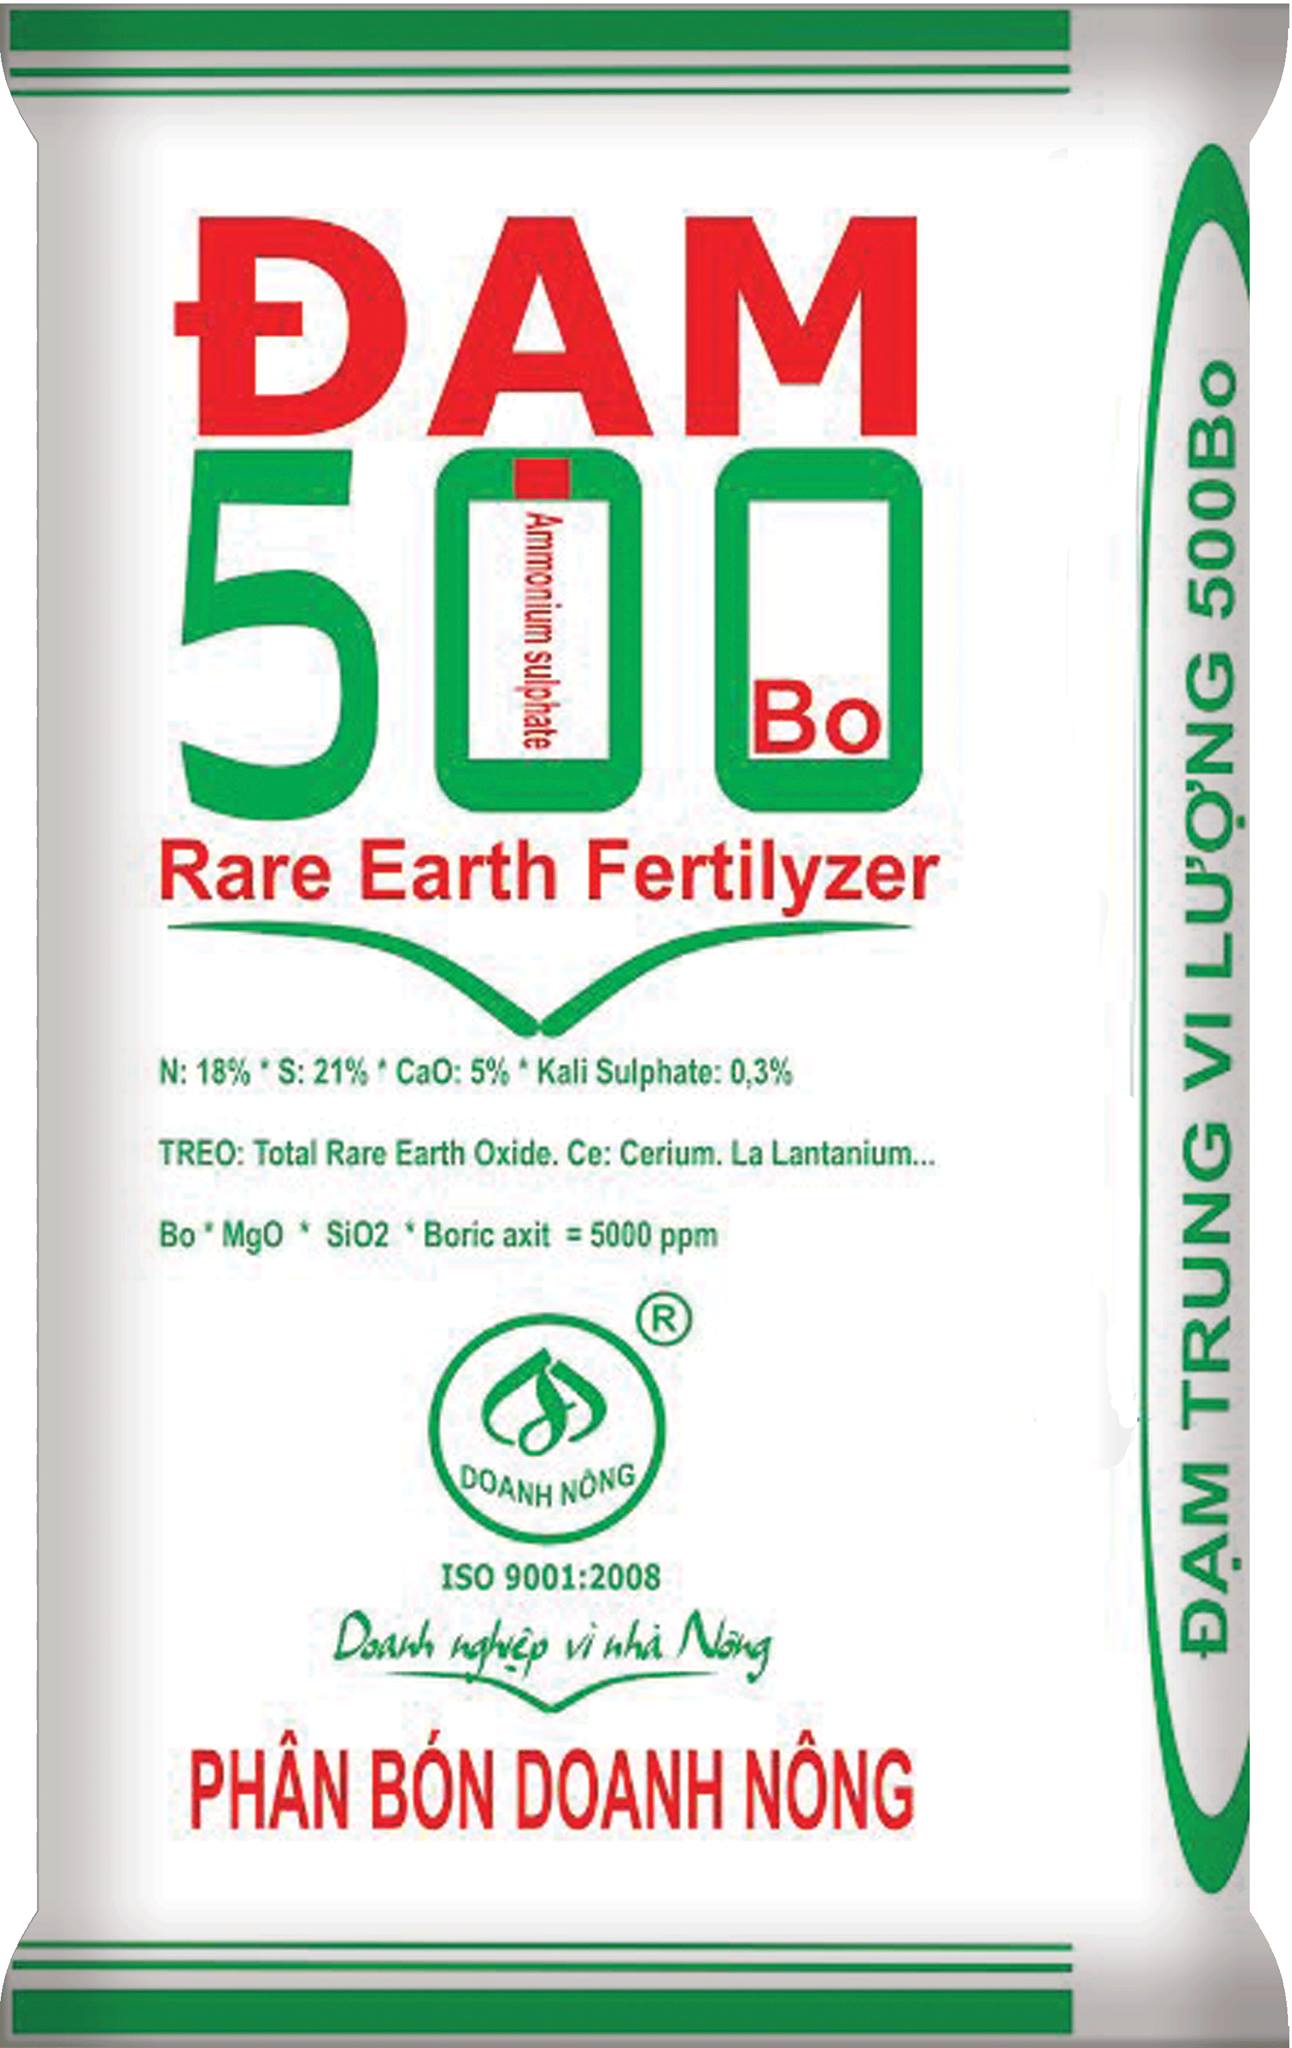 ĐẠM
500
Ammonium sulphate
Bo
Rare Earth Fertilyzer
N: 18% * S: 21% * CaO: 5% * Kali Sulphate: 0,3%
TREO: Total Rare Earth Oxide. Ce: Cerium. La Lantanium...
Bo * MgO * SiO2 * Boric axit = 5000 ppm
®
DOANH NÔNG
ISO 9001:2008
Doanh nghiệp vì nhà Nông
PHÂN BÓN DOANH NÔNG
ĐẠM TRUNG VI LƯỢNG 500Bo